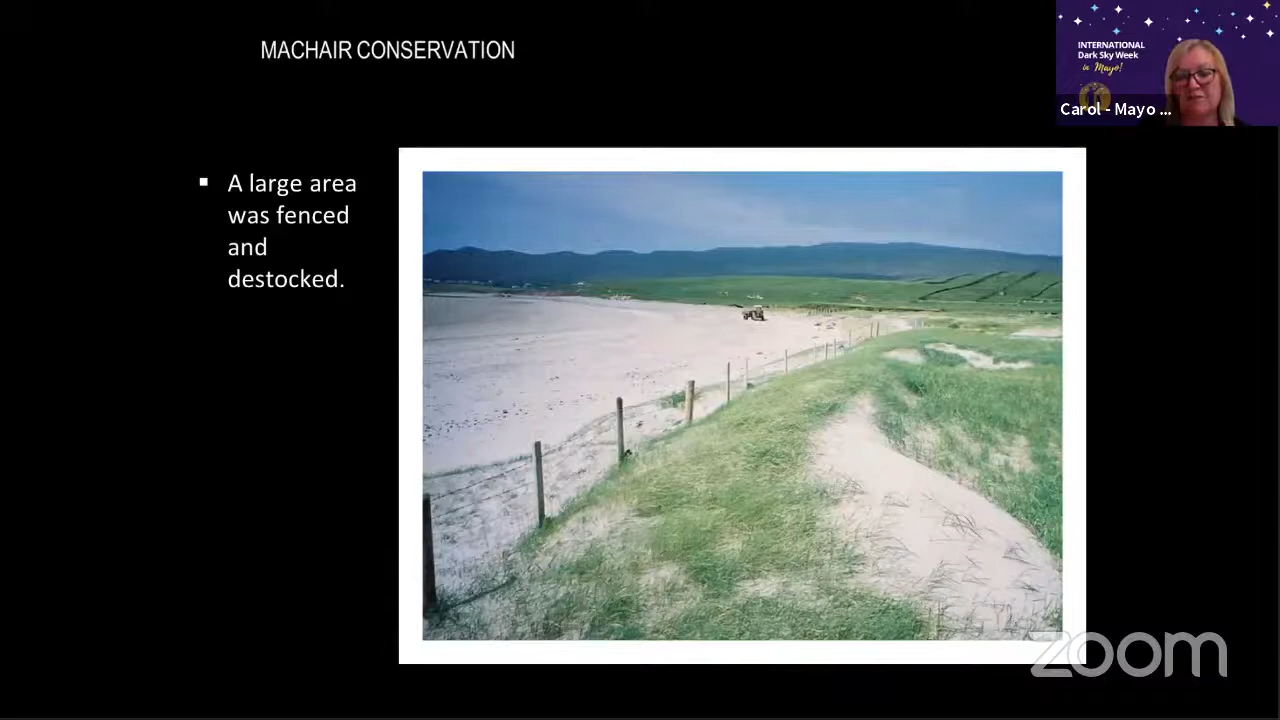 MACHAIR CONSERVATION
INTERNATIONAL
Dark Sky Week
in Mayo!
Carol - Mayo ...
▪ A large area
was fenced
and
destocked.
zoom